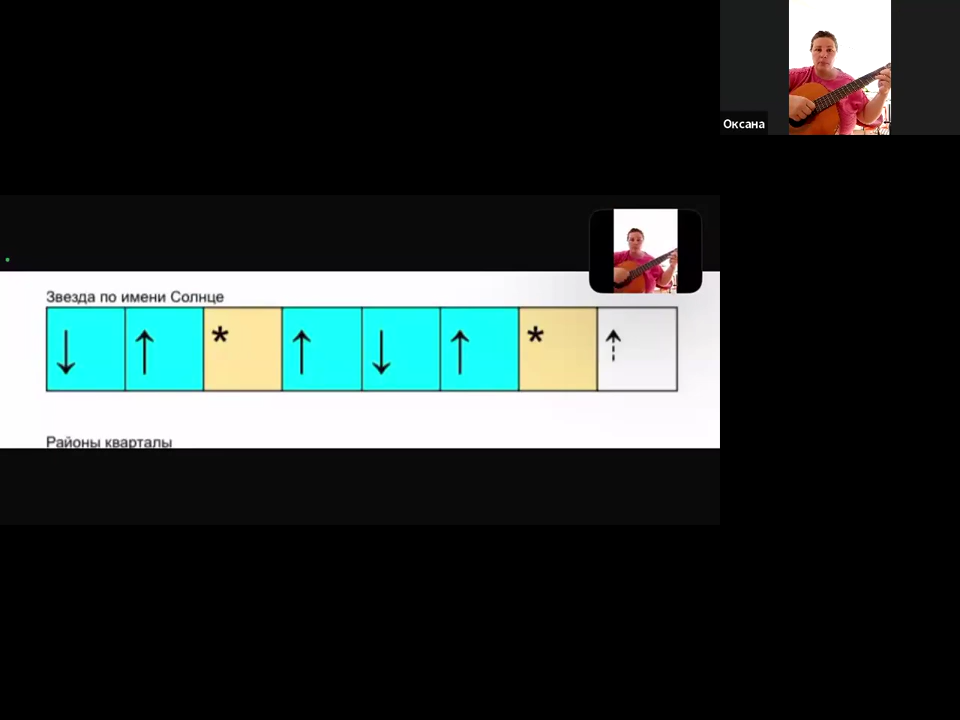 Оксана
Звезда по имени Солнце
* *
Районы кварталы